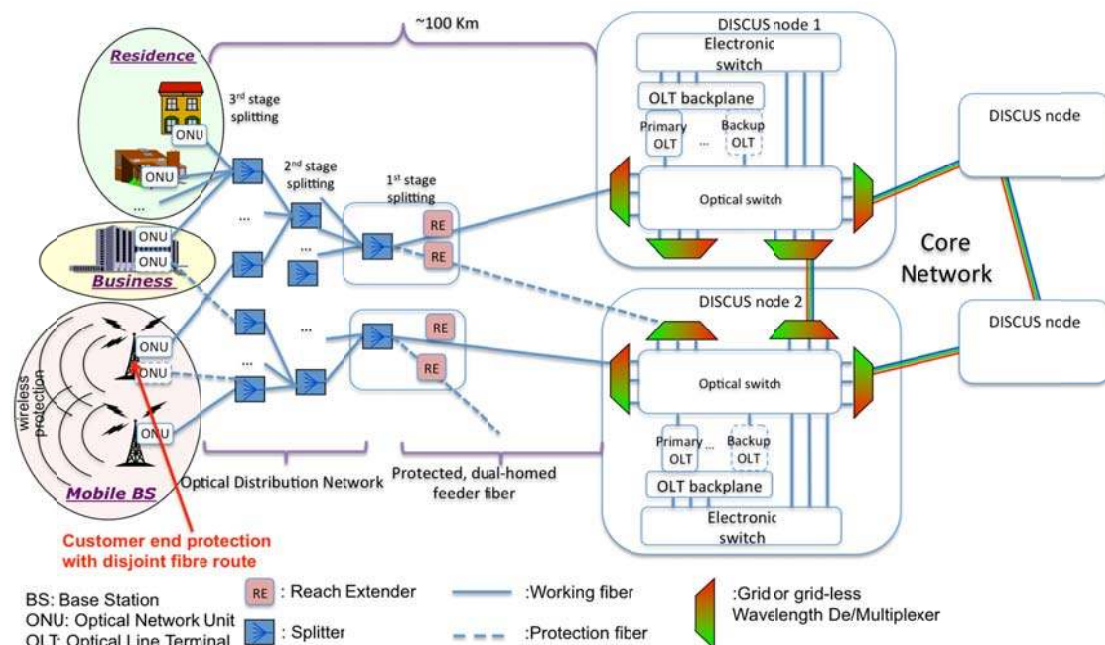 ~100 Km
DISCUS node 1
Electronic
switch
OLT backplane
Primary
OLT
...
Backup
OLT
Optical switch
DISCUS node
Core
Network
DISCUS node
Residence
ONU
ONU
...
3rd stage
splitting
2nd stage
splitting
1st stage
splitting
RE
RE
...
...
ONU
ONU
Business
DISCUS node 2
Optical switch
Primary
OLT
...
Backup
OLT
OLT backplane
Electronic
switch
...
...
RE
RE
ONU
ONU
ONU
wireless
protection
Mobile BS
Optical Distribution Network
Protected, dual-homed
feeder fiber
Customer end protection
with disjoint fibre route
BS: Base Station
ONU: Optical Network Unit
OLT: Optical Line Terminal
RE : Reach Extender
: Splitter
:Working fiber
:Protection fiber
:Grid or grid-less
Wavelength De/Multiplexer